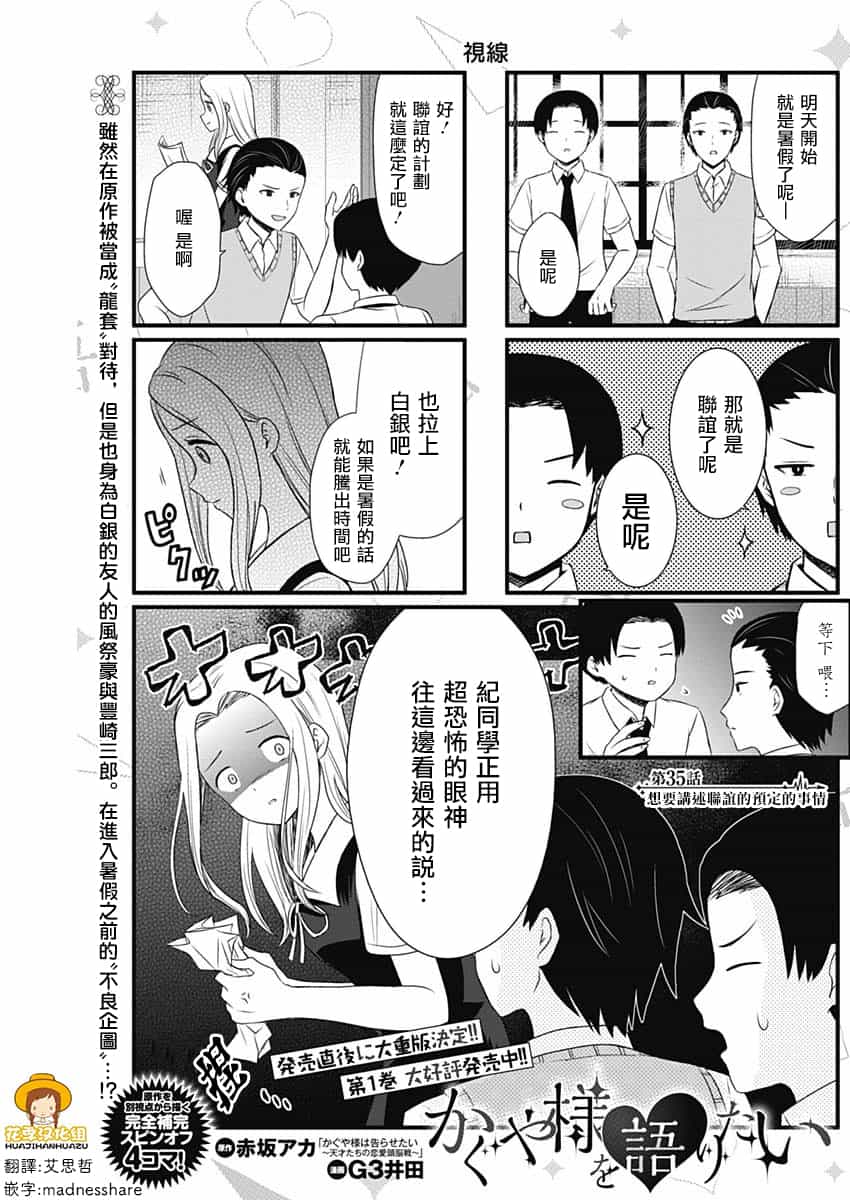 視線
明天開始
就是暑假了呢—
是呢
那就是
聯誼了呢
是呢
好！
聯誼的計劃
就這麼定了吧！
喔 是啊
也拉上
白銀吧！
如果是暑假的話
就能騰出時間吧
ピクッ
等下 喂…
第35話
想要講述聯誼的預定的事情
オオオ
紀同學正用
超恐怖的眼神
往這邊看過來的說…
捏…
雖然在原作被當成〝龍套〞對待，但是也身為白銀的友人的風祭豪與豐崎三郎。在進入暑假之前的〝不良企圖〞…!?
発売直後に大重版決定!!
第1巻 大好評発売中!!
かぐや様を語りたい
原作を
別視点から描く
完全補完
スピンオフ
4コマ！
原作 赤坂アカ「かぐや様は告らせたい
〜天才たちの恋愛頭脳戦〜」
漫画 G3井田
花受汉化组
HUAJIHANHUAZU
翻譯:艾思哲
嵌字:madnesshare